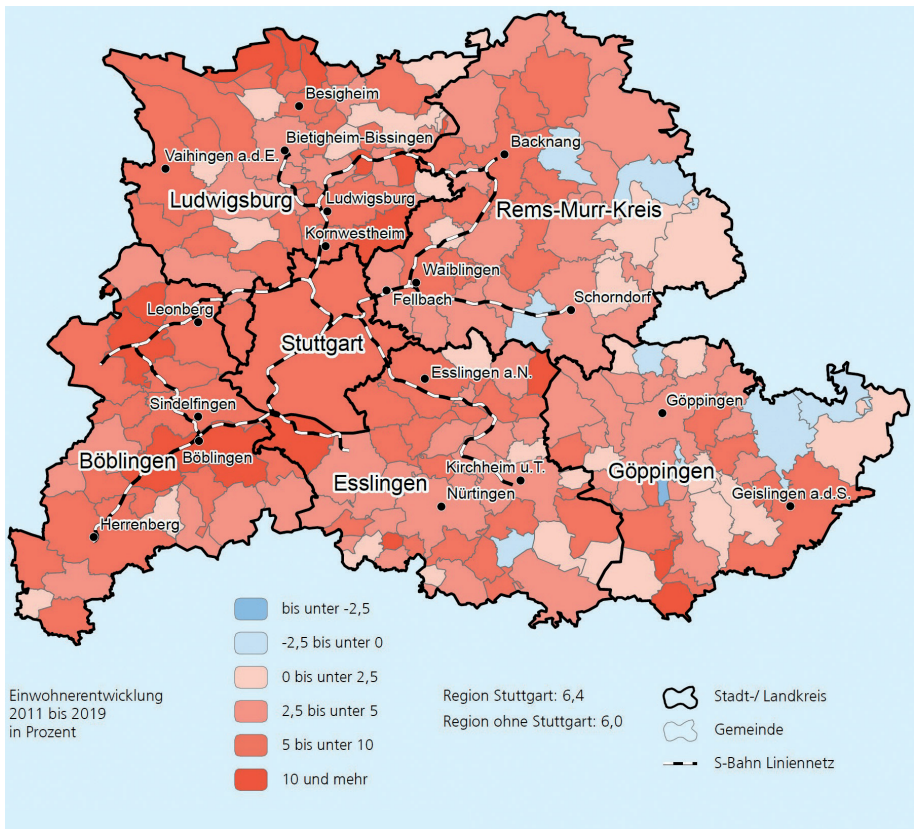 Besigheim
Bietigheim-Bissingen
Backnang
Vaihingen a.d.E.
Ludwigsburg
Ludwigsburg
Rems-Murr-Kreis
Kornwestheim
Waiblingen
Fellbach
Schorndorf
Leonberg
Stuttgart
Esslingen a.N.
Sindelfingen
Göppingen
Böblingen
Böblingen
Kirchheim u.T.
Göppingen
Esslingen
Nürtingen
Geislingen a.d.S.
Herrenberg
bis unter -2,5
-2,5 bis unter 0
0 bis unter 2,5
2,5 bis unter 5
5 bis unter 10
10 und mehr
Einwohnerentwicklung
2011 bis 2019
in Prozent
Region Stuttgart: 6,4
Region ohne Stuttgart: 6,0
Stadt-/ Landkreis
Gemeinde
S-Bahn Liniennetz